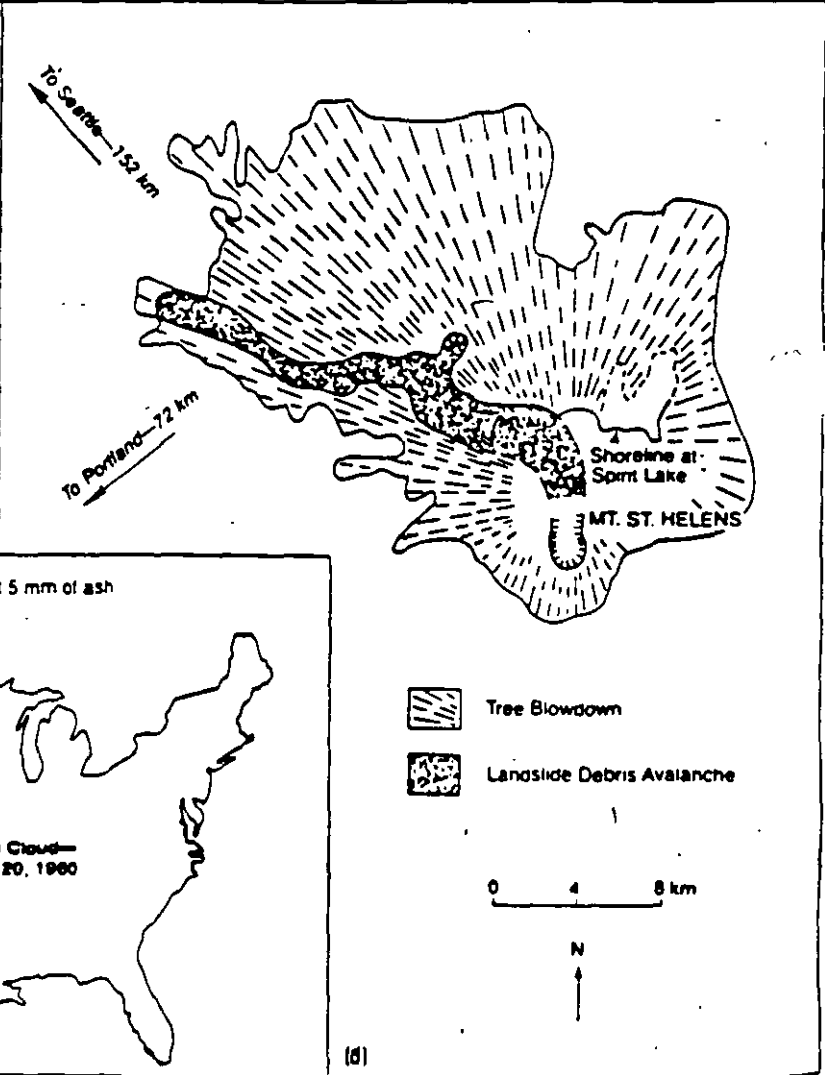 To Seattle—152 km
To Portland—72 km
Shoreline at
Spirit Lake
MT. ST. HELENS
5 mm of ash
Cloud—
20, 1960
Tree Blowdown
Landslide Debris Avalanche
0 4 8 km
N
(d)